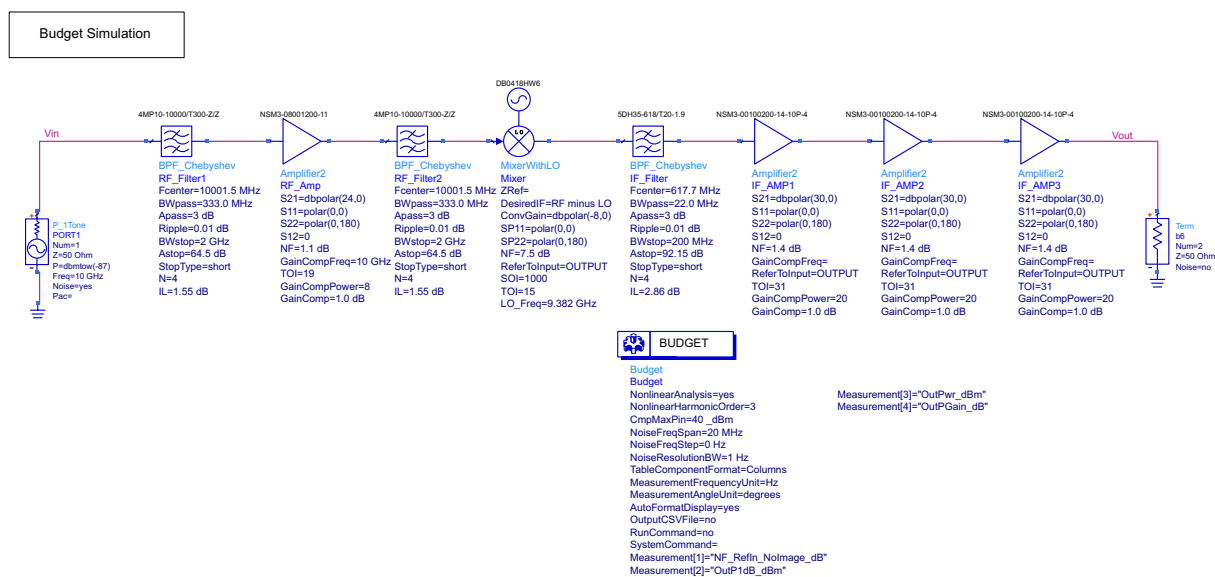 Budget Simulation
DB0418HW6
LO
4MP10-10000/T300-Z/Z
NSM3-08001200-11
4MP10-10000/T300-Z/Z
5DH35-618/T20-1.9
NSM3-00100200-14-10P-4
NSM3-00100200-14-10P-4
NSM3-00100200-14-10P-4
Vin
Vout
P_1Tone
PORT1
Num=1
Z=50 Ohm
P=dbmtow(-87)
Freq=10 GHz
Noise=yes
Pac=
BPF_Chebyshev
RF_Filter1
Fcenter=10001.5 MHz
BWpass=333.0 MHz
Apass=3 dB
Ripple=0.01 dB
BWstop=2 GHz
Astop=64.5 dB
StopType=short
N=4
IL=1.55 dB
Amplifier2
RF_Amp
S21=dbpolar(24,0)
S11=polar(0,0)
S22=polar(0,180)
S12=0
NF=1.1 dB
GainCompFreq=10 GHz
TOI=19
GainCompPower=8
GainComp=1.0 dB
BPF_Chebyshev
RF_Filter2
Fcenter=10001.5 MHz
BWpass=333.0 MHz
Apass=3 dB
Ripple=0.01 dB
BWstop=2 GHz
Astop=64.5 dB
StopType=short
N=4
IL=1.55 dB
MixerWithLO
Mixer
ZRef=
DesiredIF=RF minus LO
ConvGain=dbpolar(-8,0)
SP11=polar(0,0)
SP22=polar(0,180)
NF=7.5 dB
ReferToInput=OUTPUT
SOI=1000
TOI=15
LO_Freq=9.382 GHz
BPF_Chebyshev
IF_Filter
Fcenter=617.7 MHz
BWpass=22.0 MHz
Apass=3 dB
Ripple=0.01 dB
BWstop=200 MHz
Astop=92.15 dB
StopType=short
N=4
IL=2.86 dB
Amplifier2
IF_AMP1
S21=dbpolar(30,0)
S11=polar(0,0)
S22=polar(0,180)
S12=0
NF=1.4 dB
GainCompFreq=
ReferToInput=OUTPUT
TOI=31
GainCompPower=20
GainComp=1.0 dB
Amplifier2
IF_AMP2
S21=dbpolar(30,0)
S11=polar(0,0)
S22=polar(0,180)
S12=0
NF=1.4 dB
GainCompFreq=
ReferToInput=OUTPUT
TOI=31
GainCompPower=20
GainComp=1.0 dB
Amplifier2
IF_AMP3
S21=dbpolar(30,0)
S11=polar(0,0)
S22=polar(0,180)
S12=0
NF=1.4 dB
GainCompFreq=
ReferToInput=OUTPUT
TOI=31
GainCompPower=20
GainComp=1.0 dB
Term
b6
Num=2
Z=50 Ohm
Noise=no
BUDGET
Budget
Budget
NonlinearAnalysis=yes
NonlinearHarmonicOrder=3
CmpMaxPin=40 _dBm
NoiseFreqSpan=20 MHz
NoiseFreqStep=0 Hz
NoiseResolutionBW=1 Hz
TableComponentFormat=Columns
MeasurementFrequencyUnit=Hz
MeasurementAngleUnit=degrees
AutoFormatDisplay=yes
OutputCSVFile=no
RunCommand=no
SystemCommand=
Measurement[1]="NF_RefIn_NoImage_dB"
Measurement[2]="OutP1dB_dBm"
Measurement[3]="OutPwr_dBm"
Measurement[4]="OutPGain_dB"